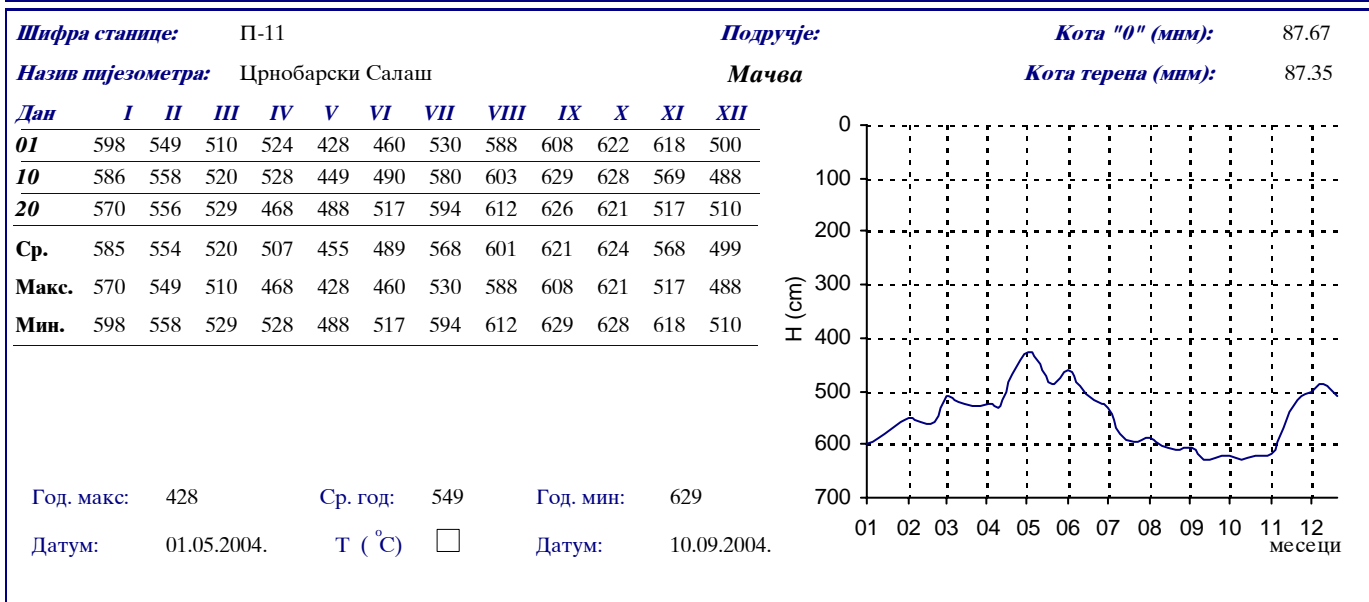 Шифра станице: П-11 Подручје: Кота "0" (мнм): 87.67
Назив пијезометра: Црнобарски Салаш Мачва Кота терена (мнм): 87.35
Дан I II III IV V VI VII VIII IX X XI XII
01 598 549 510 524 428 460 530 588 608 622 618 500
10 586 558 520 528 449 490 580 603 629 628 569 488
20 570 556 529 468 488 517 594 612 626 621 517 510
Ср. 585 554 520 507 455 489 568 601 621 624 568 499
Макс. 570 549 510 468 428 460 530 588 608 621 517 488
Мин. 598 558 529 528 488 517 594 612 629 628 618 510
Год. макс: 428 Ср. год: 549 Год. мин: 629
Датум: 01.05.2004. Т ( °С) Датум: 10.09.2004.
H (cm)
0
100
200
300
400
500
600
700
01 02 03 04 05 06 07 08 09 10 11 12
месеци